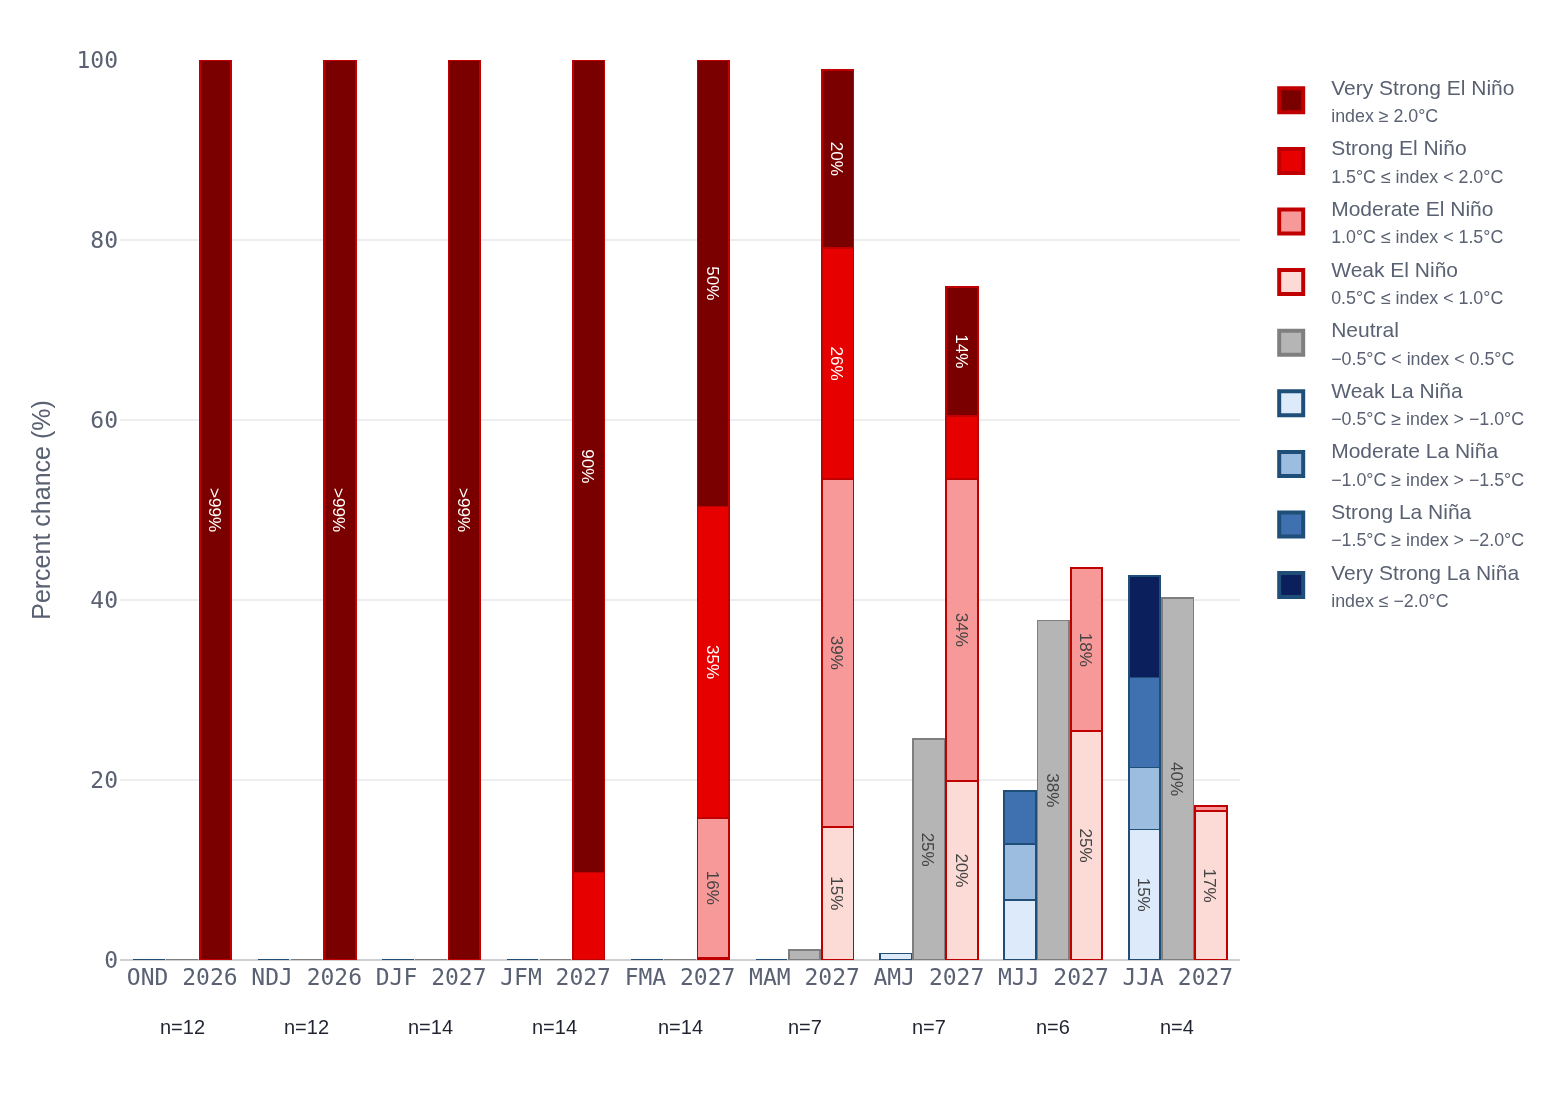 100
80
60
40
20
0
Percent chance (%)
>99%
>99%
>99%
90%
50%
35%
16%
20%
26%
39%
15%
25%
14%
34%
20%
38%
18%
25%
15%
40%
17%
OND 2026 NDJ 2026 DJF 2027 JFM 2027 FMA 2027 MAM 2027 AMJ 2027 MJJ 2027 JJA 2027
n=12 n=12 n=14 n=14 n=14 n=7 n=7 n=6 n=4
Very Strong El Niño
index ≥ 2.0°C
Strong El Niño
1.5°C ≤ index < 2.0°C
Moderate El Niño
1.0°C ≤ index < 1.5°C
Weak El Niño
0.5°C ≤ index < 1.0°C
Neutral
−0.5°C < index < 0.5°C
Weak La Niña
−0.5°C ≥ index > −1.0°C
Moderate La Niña
−1.0°C ≥ index > −1.5°C
Strong La Niña
−1.5°C ≥ index > −2.0°C
Very Strong La Niña
index ≤ −2.0°C